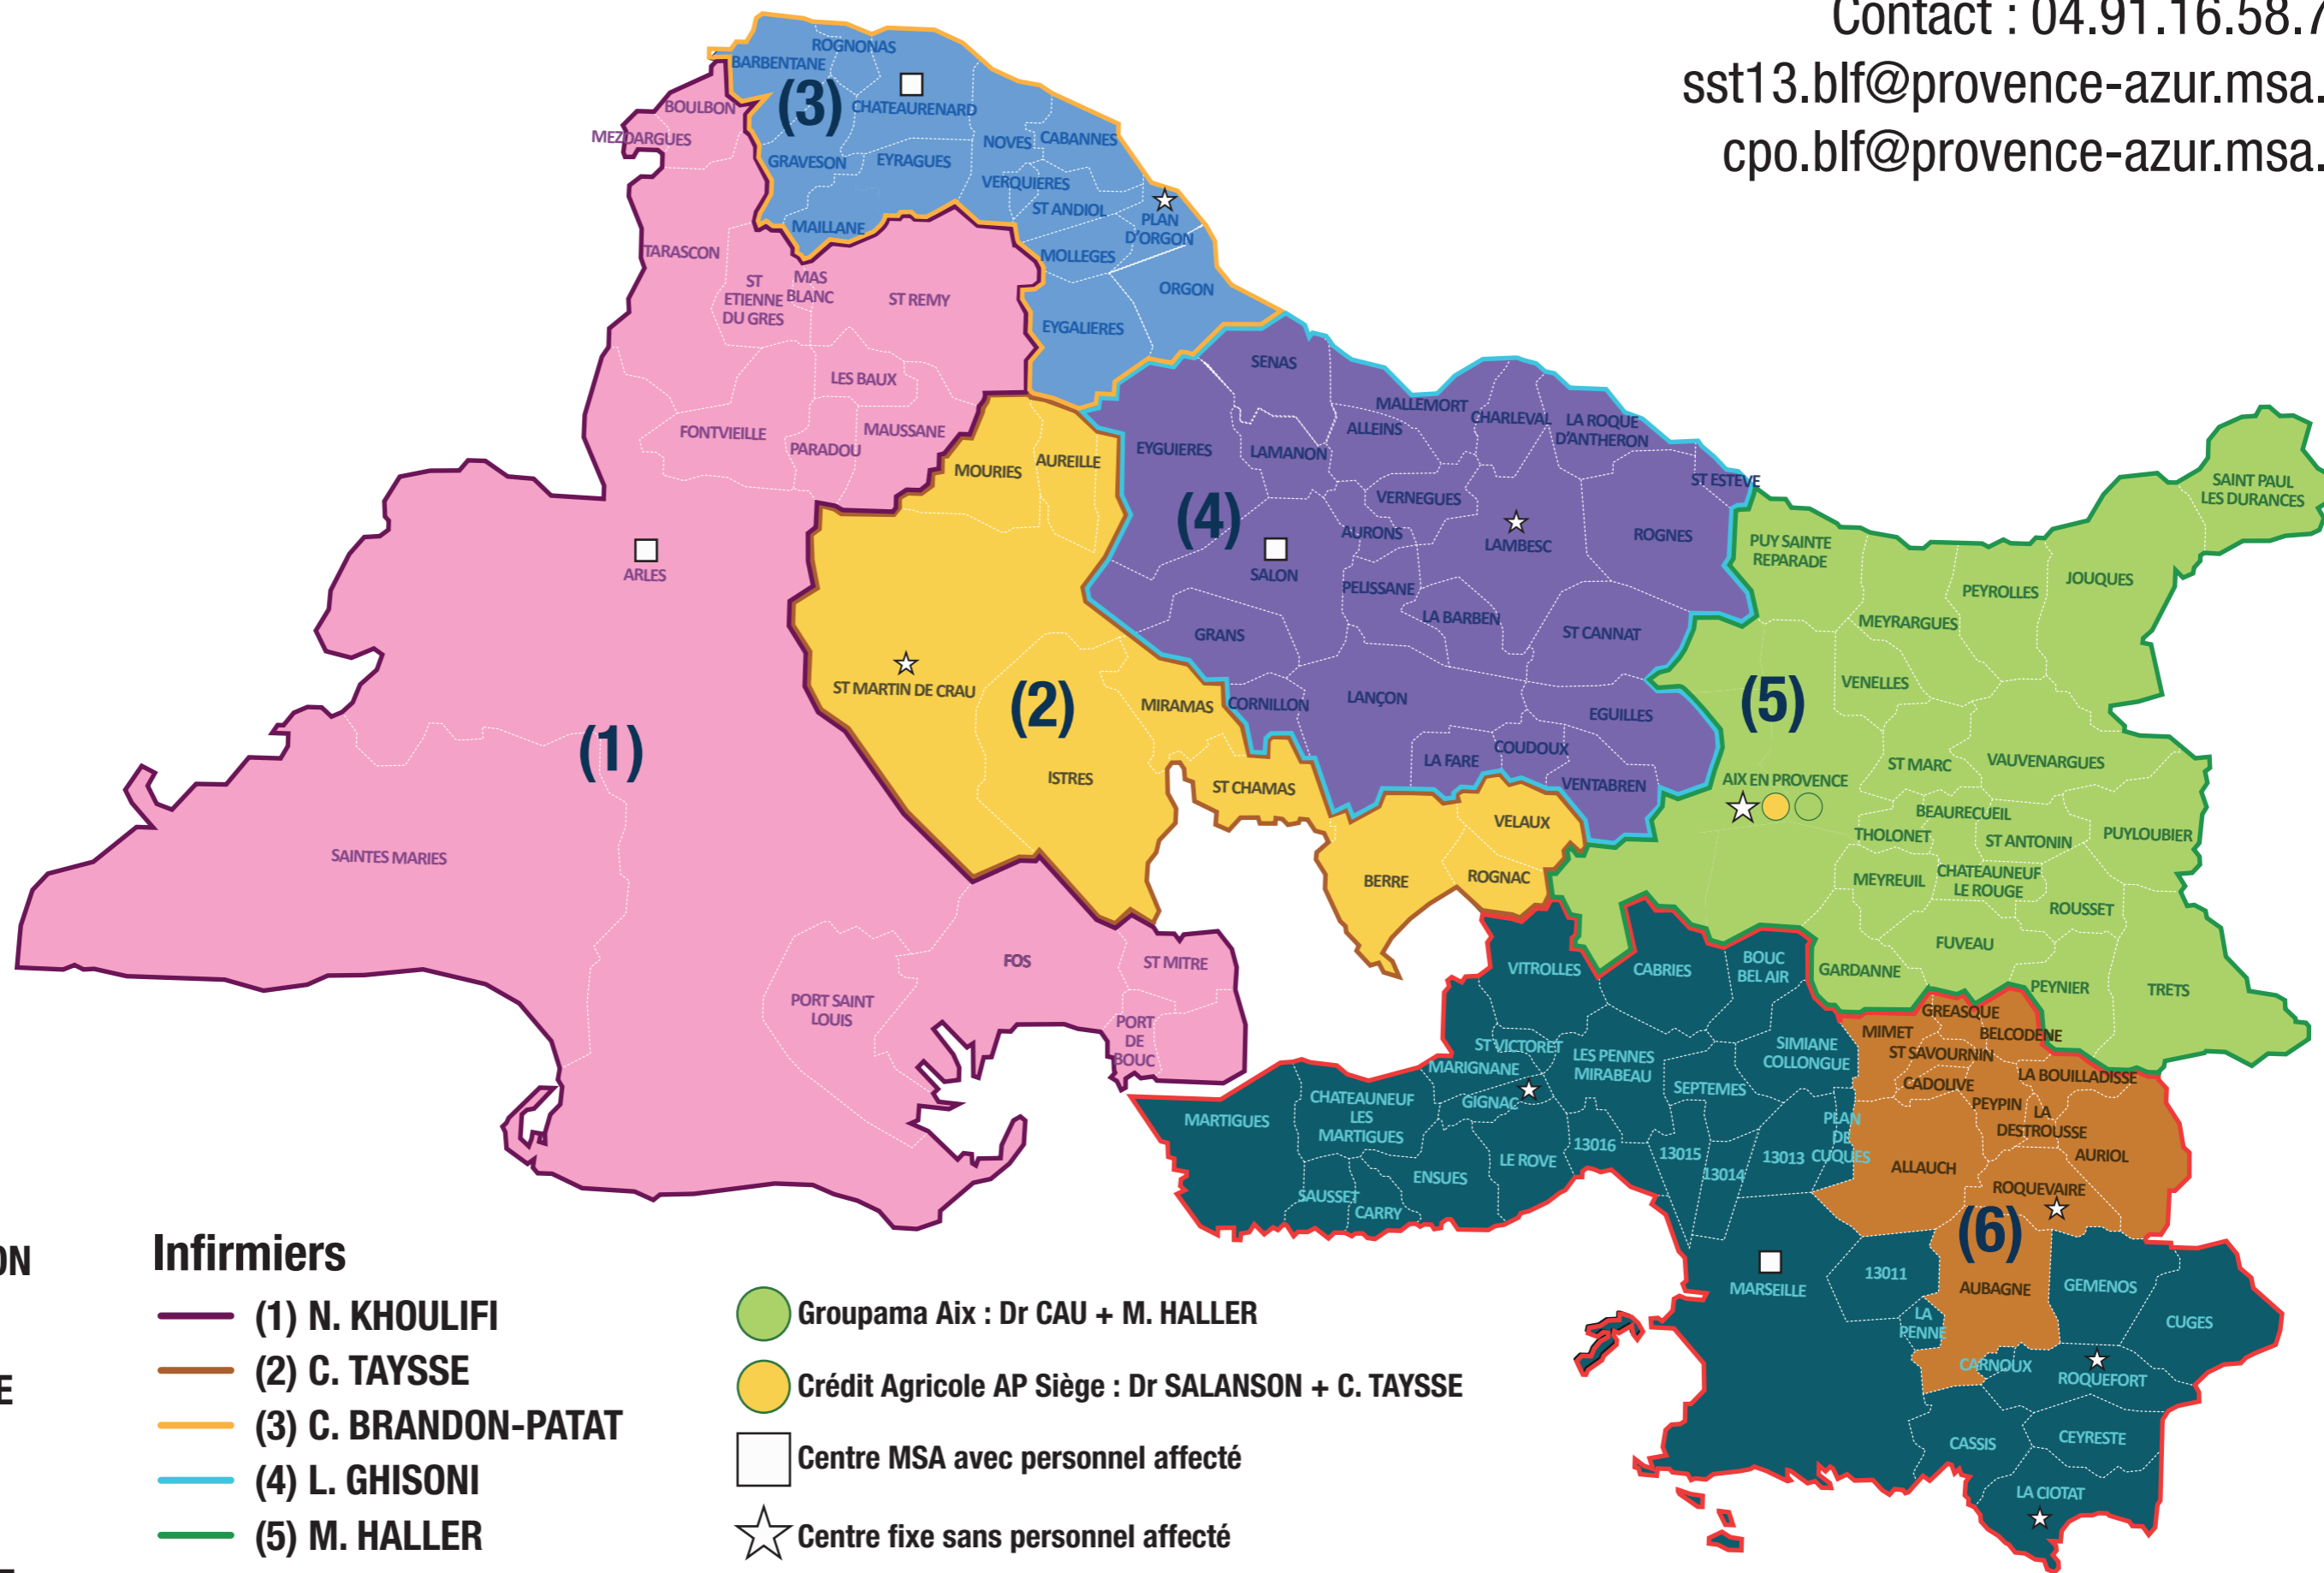 Contact : 04.91.16.58.7
sst13.blf@provence-azur.msa.
cpo.blf@provence-azur.msa.
ROGNONAS
BARBENTANE
(3)
CHATEAURENARD
BOULBON
MEZOARGUES
NOVES
CABANNES
GRAVESON
EYRAGUES
VERQUIERES
ST ANDIOL
PLAN
D'ORGON
MAILLANE
MOLLEGES
ORGON
EYGALIERES
TARASCON
ST
ETIENNE
DU GRES
MAS
BLANC
ST REMY
LES BAUX
FONTVIEILLE
PARADOU
MAUSSANE
ARLES
(1)
SAINTES MARIES
PORT SAINT
LOUIS
FOS
ST MITRE
PORT
DE
BOUC
MOURIES
AUREILLE
ST MARTIN DE CRAU
(2)
MIRAMAS
ISTRES
ST CHAMAS
BERRE
VELAUX
ROGNAC
SENAS
MALLEMORT
CHARLEVAL
LA ROQUE
D'ANTHERON
ALLEINS
EYGUIERES
LAMANON
ST ESTEVE
VERNEGUES
(4)
AURONS
LAMBESC
ROGNES
SALON
PELISSANE
LA BARBEN
GRANS
ST CANNAT
CORNILLON
LANÇON
EGUILLES
COUDOUX
LA FARE
VENTABREN
SAINT PAUL
LES DURANCES
PUY SAINTE
REPARADE
JOUQUES
PEYROLLES
MEYRARGUES
VENELLES
(5)
ST MARC
VAUVENARGUES
AIX EN PROVENCE
BEAURECUEIL
THOLONET
ST ANTONIN
PUYLOUBIER
MEYREUIL
CHATEAUNEUF
LE ROUGE
ROUSSET
FUVEAU
GARDANNE
PEYNIER
TRETS
VITROLLES
CABRIES
BOUC
BEL AIR
ST VICTORET
MARIGNANE
LES PENNES
MIRABEAU
SIMIANE
COLLONGUE
SEPTEMES
GIGNAC
MARTIGUES
CHATEAUNEUF
LES
MARTIGUES
PLAN
DE
CUQUES
LE ROVE
13016
13015
13014
13013
ENSUES
SAUSSET
CARRY
GREASQUE
MIMET
BELCODENE
ST SAVOURNIN
LA BOUILLADISSE
CADOLIVE
PEYPIN
LA
DESTROUSSE
AURIOL
ALLAUCH
ROQUEVAIRE
(6)
MARSEILLE
13011
AUBAGNE
GEMENOS
LA
PENNE
CUGES
CARNOUX
ROQUEFORT
CASSIS
CEYRESTE
LA CIOTAT
ON
E
Infirmiers
(1) N. KHOULIFI
(2) C. TAYSSE
(3) C. BRANDON-PATAT
(4) L. GHISONI
(5) M. HALLER
Groupama Aix : Dr CAU + M. HALLER
Crédit Agricole AP Siège : Dr SALANSON + C. TAYSSE
Centre MSA avec personnel affecté
Centre fixe sans personnel affecté